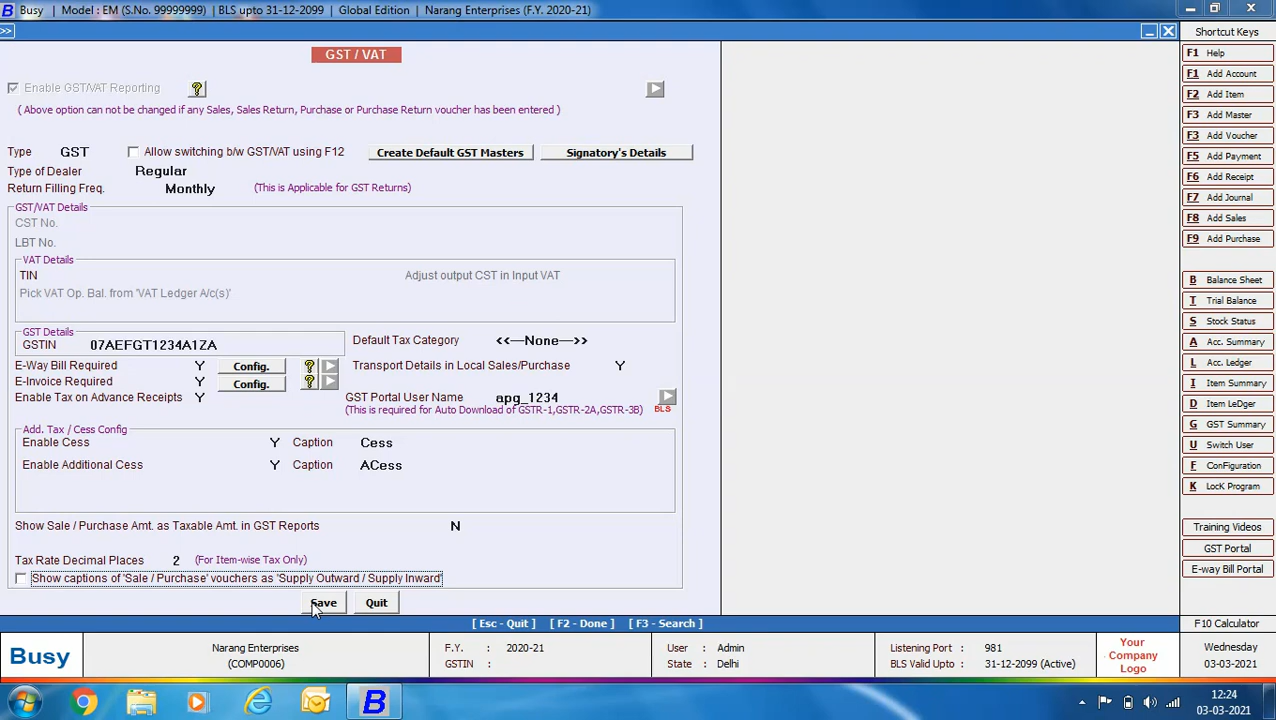 Busy Model : EM (S.No. 99999999) BLS upto 31-12-2099 Global Edition Narang Enterprises (F.Y. 2020-21)
>>
Shortcut Keys
GST / VAT
Enable GST/VAT Reporting ?
( Above option can not be changed if any Sales, Sales Return, Purchase or Purchase Return voucher has been entered )
Type GST Allow switching b/w GST/VAT using F12 Create Default GST Masters Signatory's Details
Type of Dealer Regular
Return Filling Freq. Monthly (This is Applicable for GST Returns)
GST/VAT Details
CST No.
LBT No.
VAT Details
TIN Adjust output CST in Input VAT
Pick VAT Op. Bal. from 'VAT Ledger A/c(s)'
GST Details
GSTIN 07AEFGT1234A1ZA
Default Tax Category <<---None--->>
E-Way Bill Required Y Config. ? Transport Details in Local Sales/Purchase Y
E-Invoice Required Y Config. ?
Enable Tax on Advance Receipts Y GST Portal User Name apg_1234
(This is required for Auto Download of GSTR-1,GSTR-2A,GSTR-3B) BLS
Add. Tax / Cess Config
Enable Cess Y Caption Cess
Enable Additional Cess Y Caption ACess
Show Sale / Purchase Amt. as Taxable Amt. in GST Reports N
Tax Rate Decimal Places 2 (For Item-wise Tax Only)
Show captions of 'Sale / Purchase' vouchers as 'Supply Outward / Supply Inward'
Save Quit
F1 Help
F1 Add Account
F2 Add Item
F3 Add Master
F3 Add Voucher
F5 Add Payment
F6 Add Receipt
F7 Add Journal
F8 Add Sales
F9 Add Purchase
B Balance Sheet
T Trial Balance
S Stock Status
A Acc. Summary
L Acc. Ledger
I Item Summary
D Item LeDger
G GST Summary
U Switch User
F ConFiguration
K LocK Program
Training Videos
GST Portal
E-way Bill Portal
[ Esc - Quit ] [ F2 - Done ] [ F3 - Search ]
F10 Calculator
Busy
Narang Enterprises
(COMP0006)
F.Y. : 2020-21
GSTIN :
User : Admin
State : Delhi
Listening Port : 981
BLS Valid Upto : 31-12-2099 (Active)
Your
Company
Logo
Wednesday
03-03-2021
12:24
03-03-2021